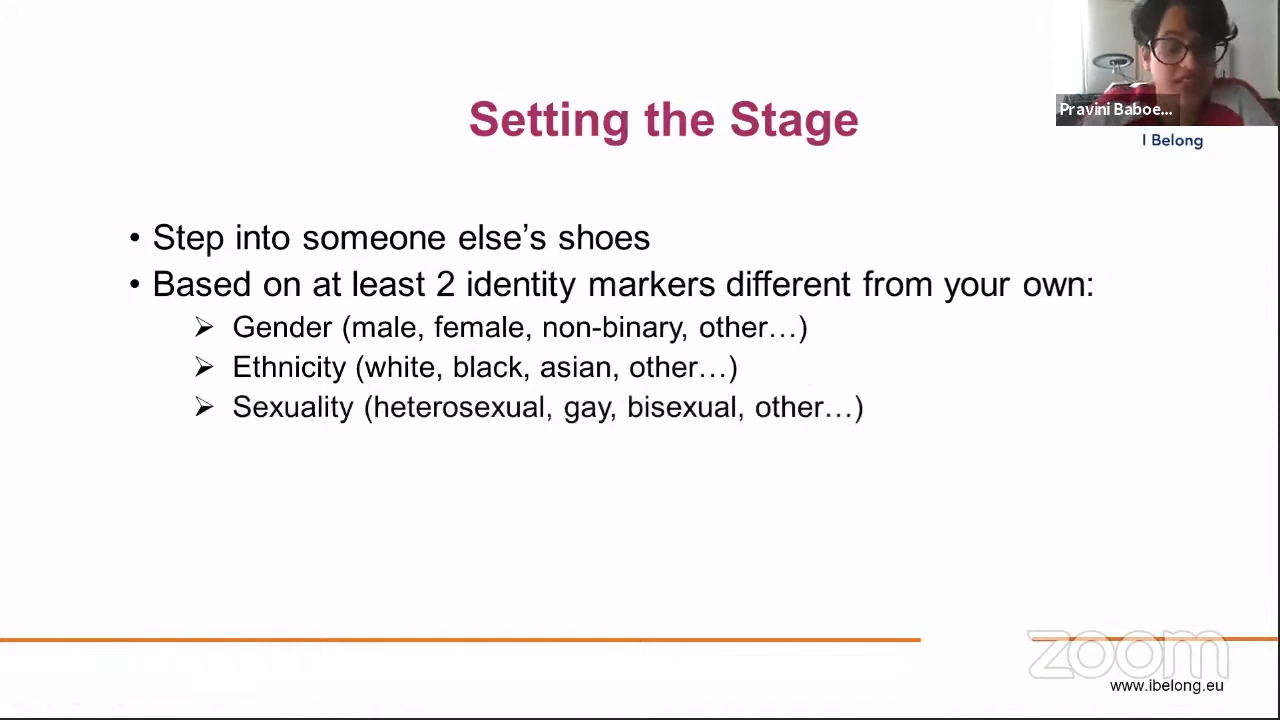 Setting the Stage
Pravini Baboe...
I Belong
• Step into someone else’s shoes
• Based on at least 2 identity markers different from your own:
➢ Gender (male, female, non-binary, other…)
➢ Ethnicity (white, black, asian, other…)
➢ Sexuality (heterosexual, gay, bisexual, other…)
zoom
www.ibelong.eu